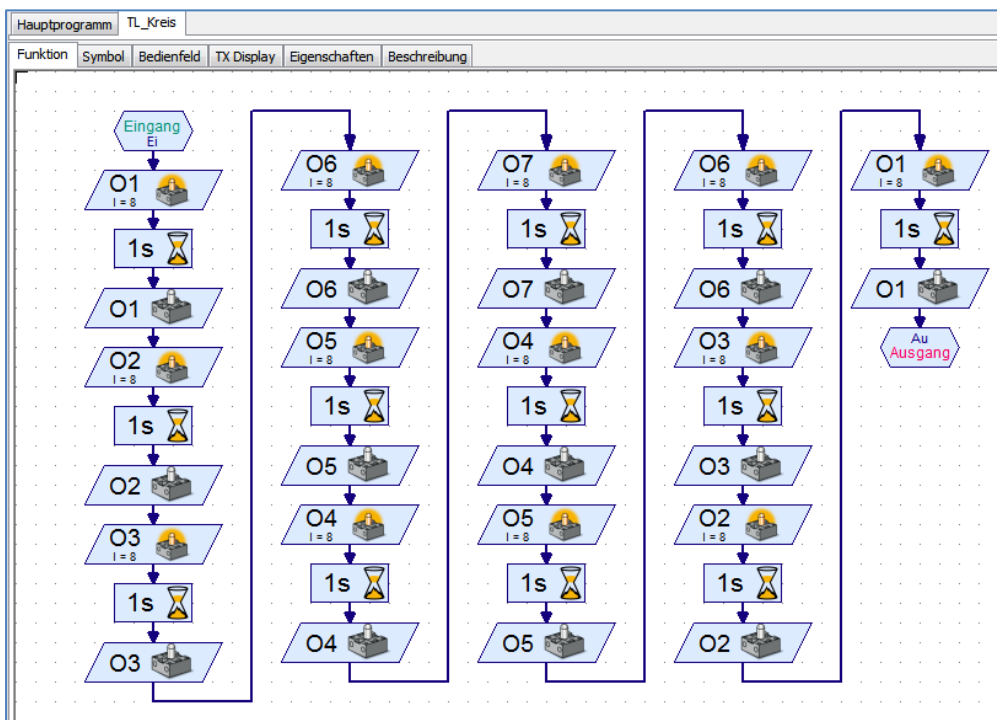 Hauptprogramm TL_Kreis
Funktion Symbol Bedienfeld TX Display Eigenschaften Beschreibung
Eingang
Ei
O1
I = 8
1s
O1
O2
I = 8
1s
O2
O3
I = 8
1s
O3
O6
I = 8
1s
O6
O5
I = 8
1s
O5
O4
I = 8
1s
O4
O7
I = 8
1s
O7
O4
I = 8
1s
O4
O5
I = 8
1s
O5
O6
I = 8
1s
O6
O3
I = 8
1s
O3
O2
I = 8
1s
O2
O1
I = 8
1s
O1
Au
Ausgang